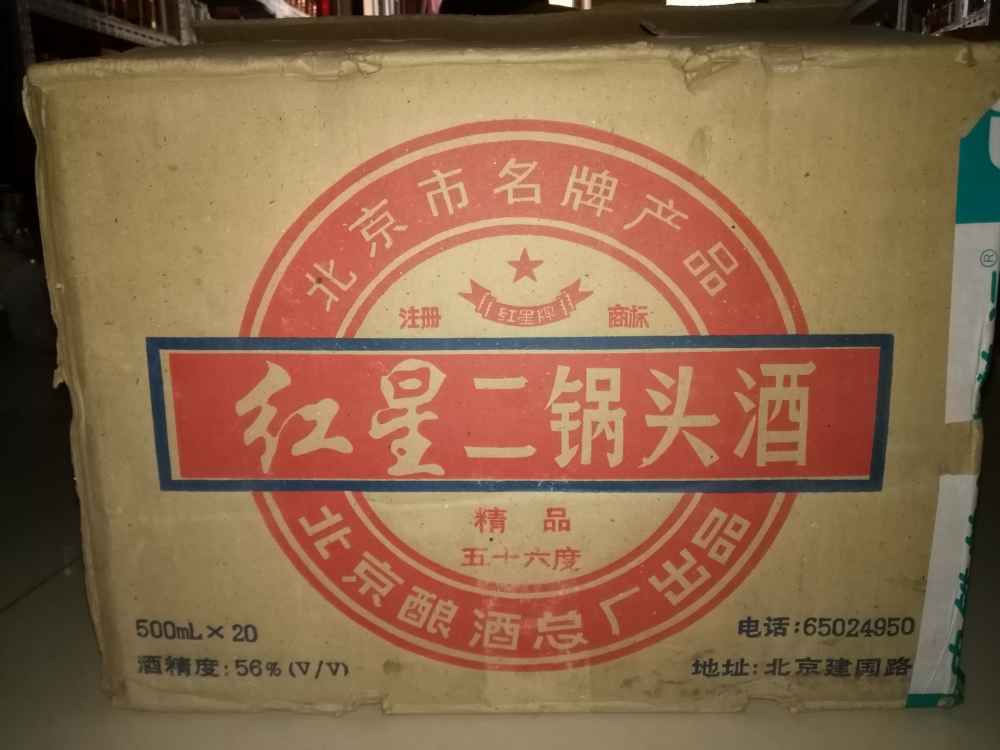 北京市名牌产品
注册 红星牌 商标
红星二锅头酒
精品
五十六度
北京酿酒总厂出品
500mL×20
酒精度:56%(V/V)
电话:65024950
地址:北京建国路
®